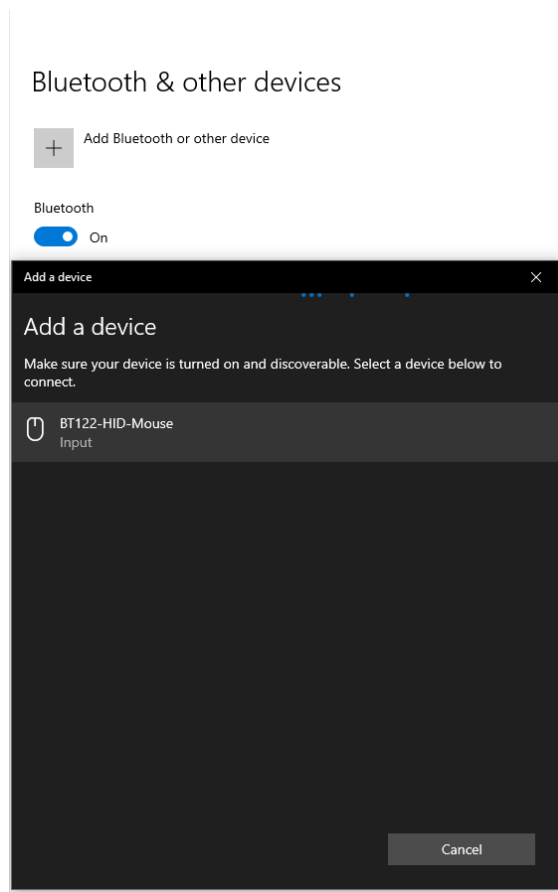 Bluetooth & other devices
Add Bluetooth or other device
Bluetooth
On
Add a device
Add a device
Make sure your device is turned on and discoverable. Select a device below to
connect.
BT122-HID-Mouse
Input
Cancel